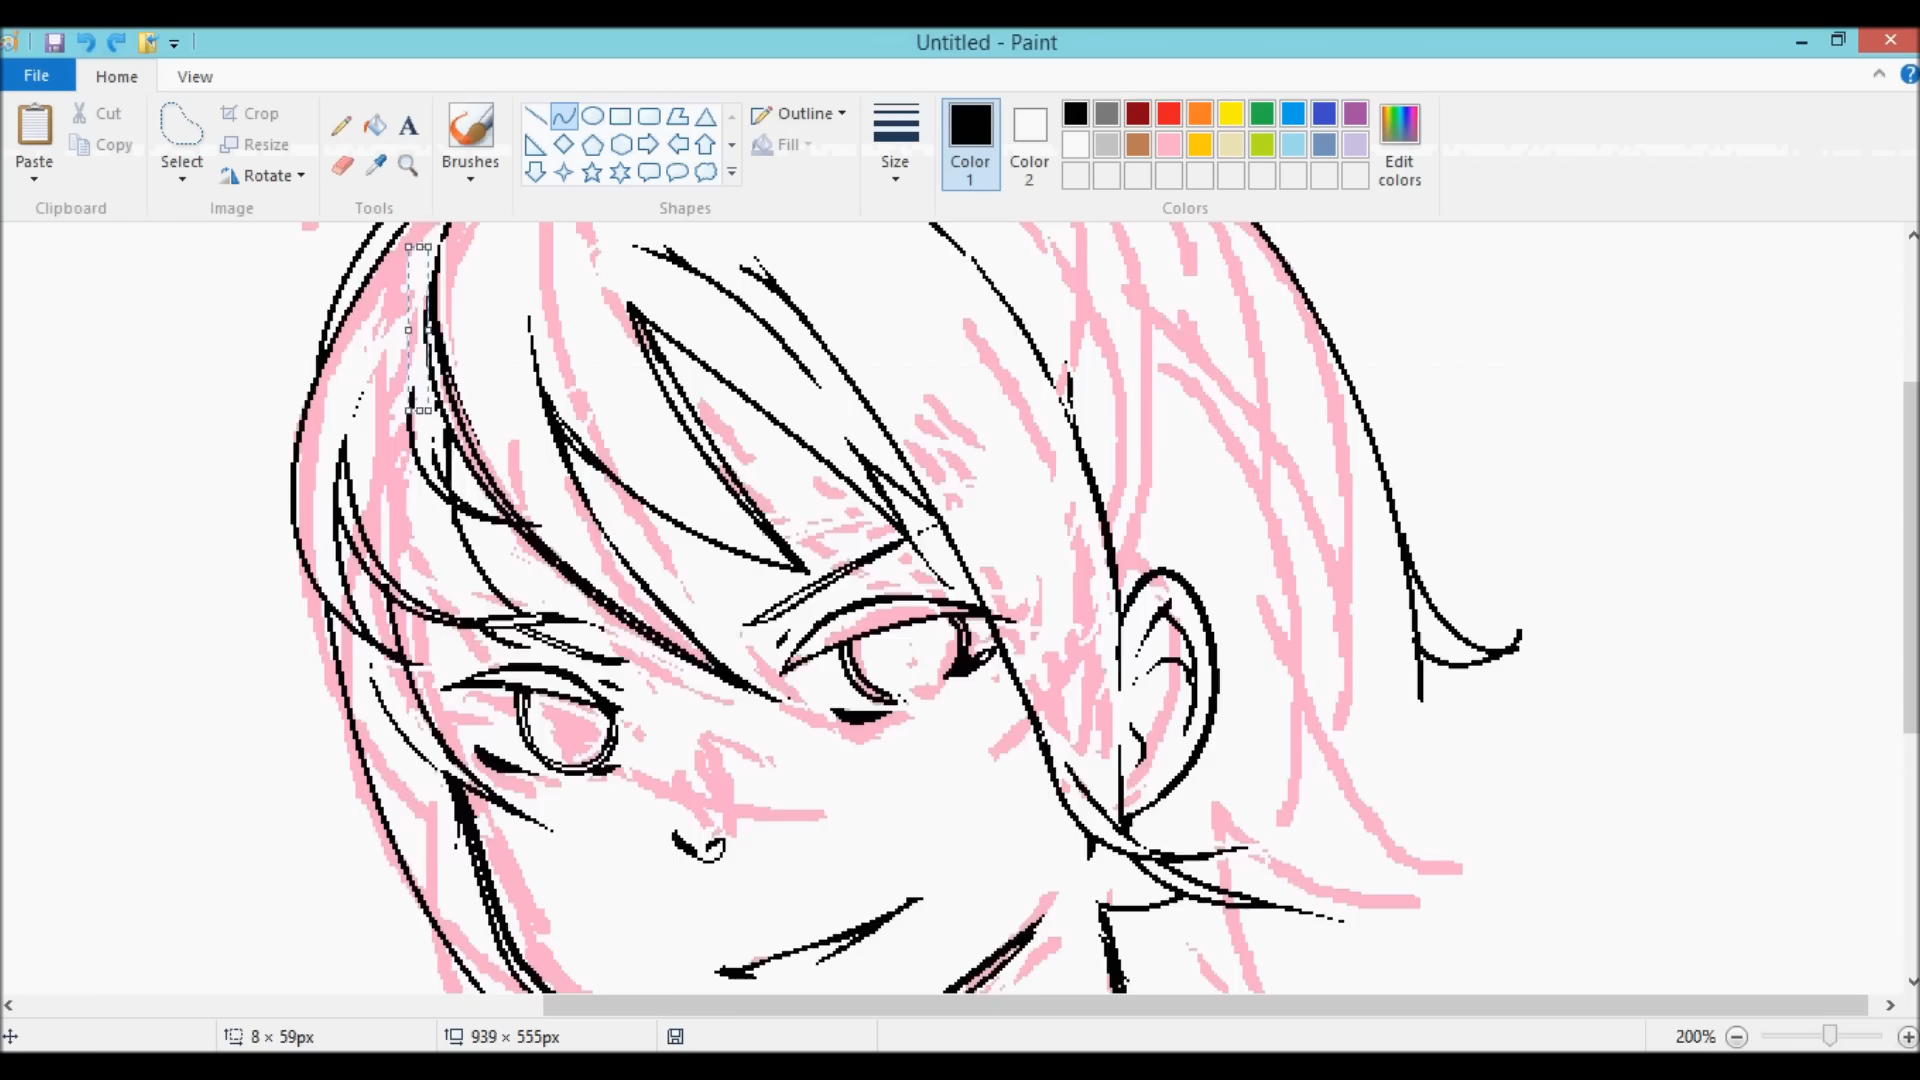 Untitled - Paint
File Home View
Paste Cut Copy
Clipboard
Select Crop Resize Rotate
Image
A
Tools
Brushes
Shapes
Outline
Fill
Size
Color 1
Color 2
Edit colors
Colors
8 × 59px
939 × 555px
200%